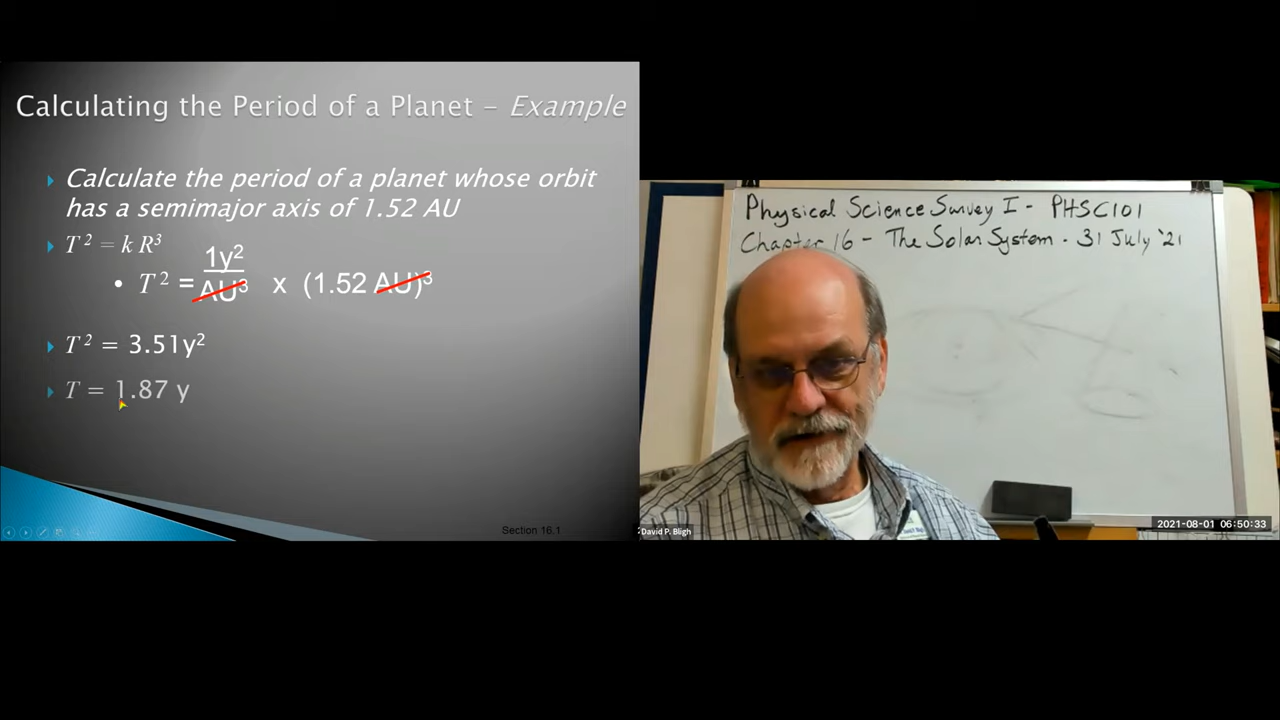 Calculating the Period of a Planet – Example
Calculate the period of a planet whose orbit
has a semimajor axis of 1.52 AU
T² = k R³
T² = 1y²/AU³ x (1.52 AU)³
T² = 3.51y²
T = 1.87 y
Section 16.1
Physical Science Survey I - PHSC101
Chapter 16 - The Solar System - 31 July '21
David P. Bligh
2021-08-01 06:50:33